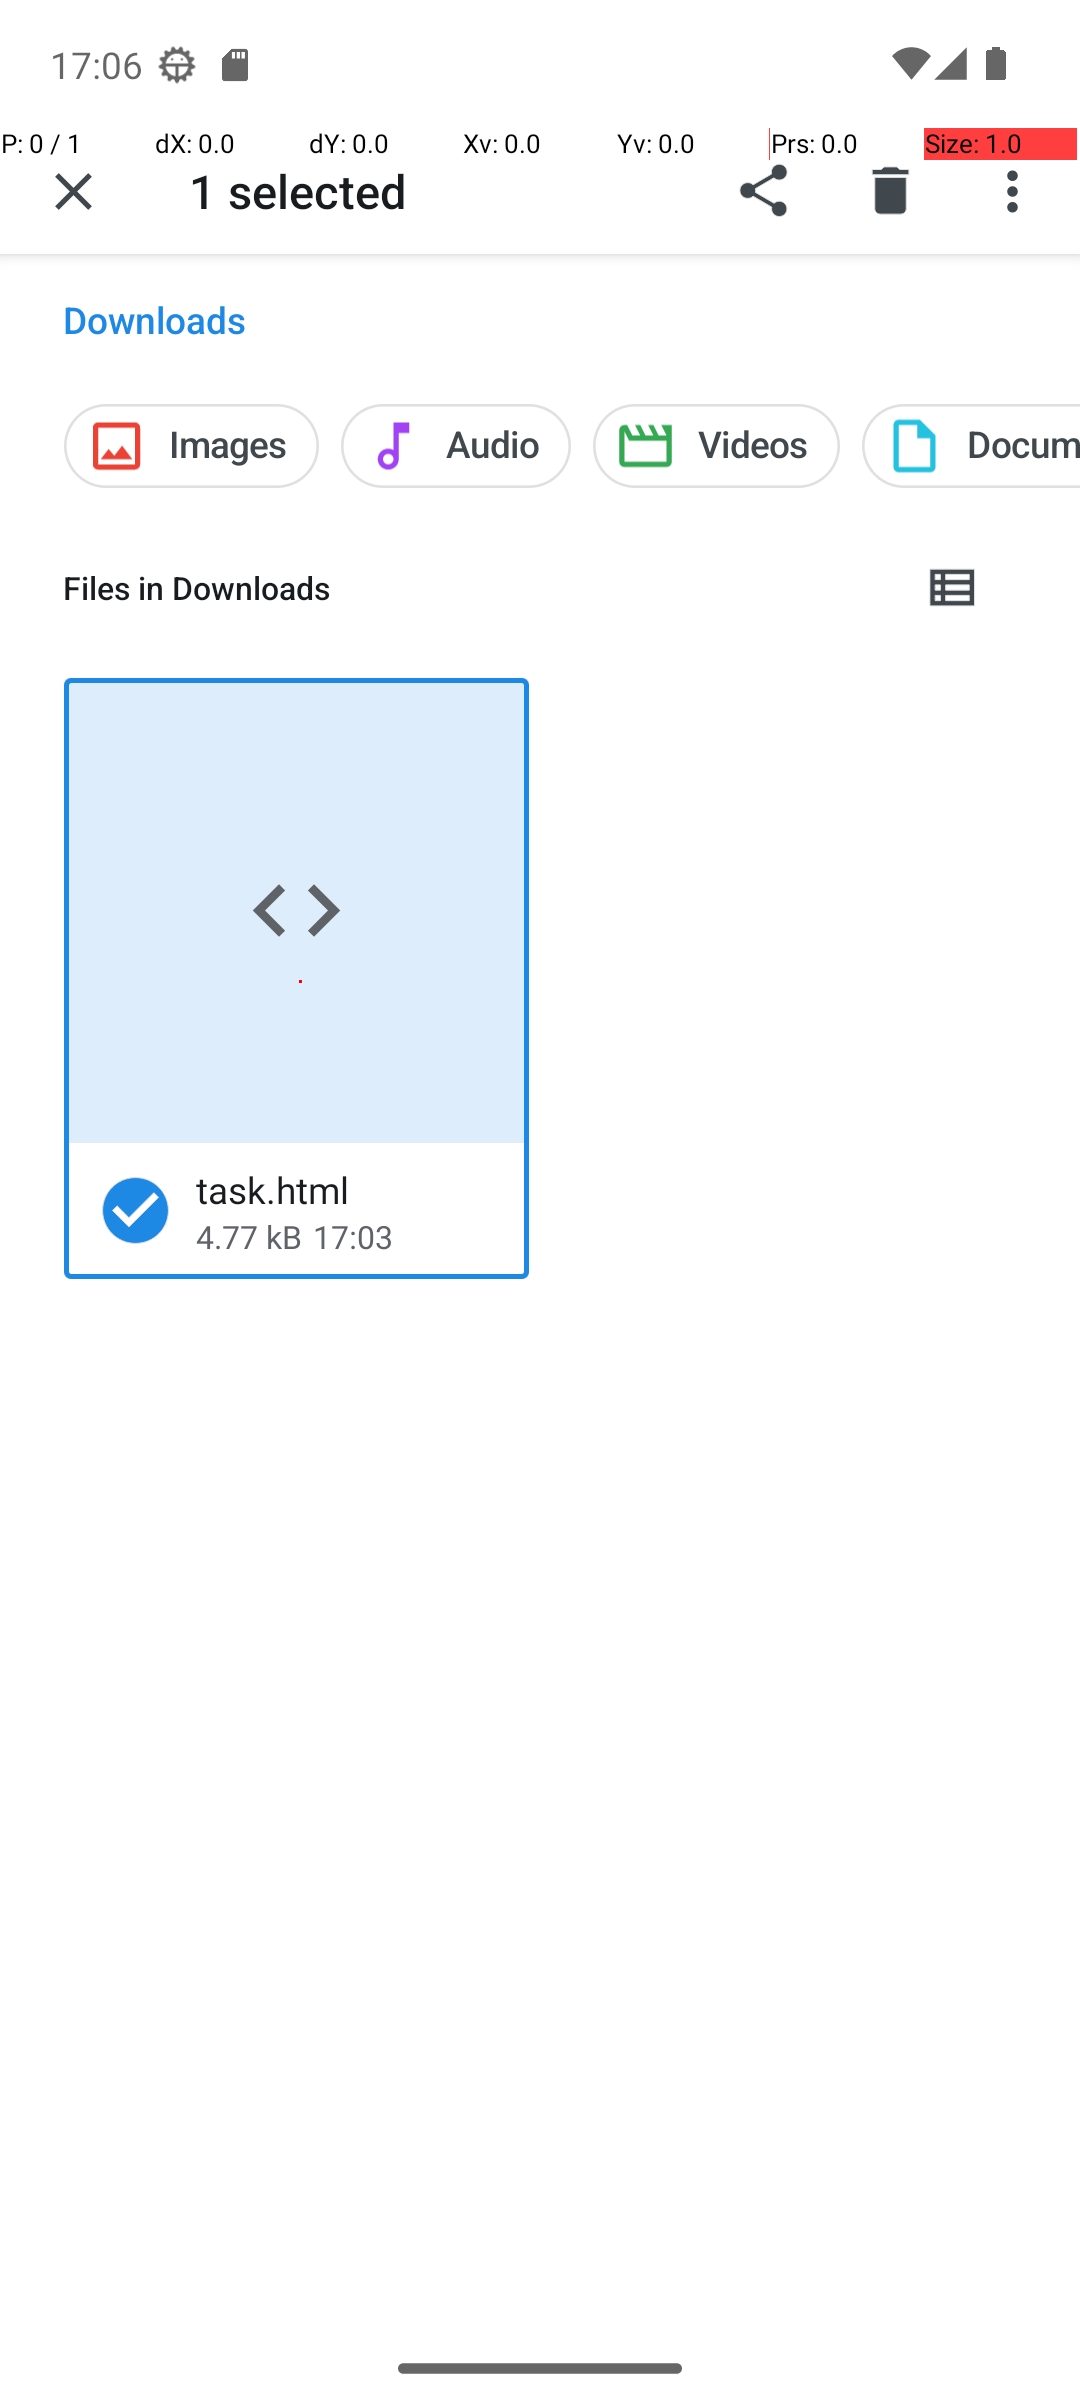 17:06
P: 0 / 1 dX: 0.0 dY: 0.0 Xv: 0.0 Yv: 0.0 Prs: 0.0 Size: 1.0
1 selected
Downloads
Images Audio Videos Docum
Files in Downloads
task.html
4.77 kB 17:03